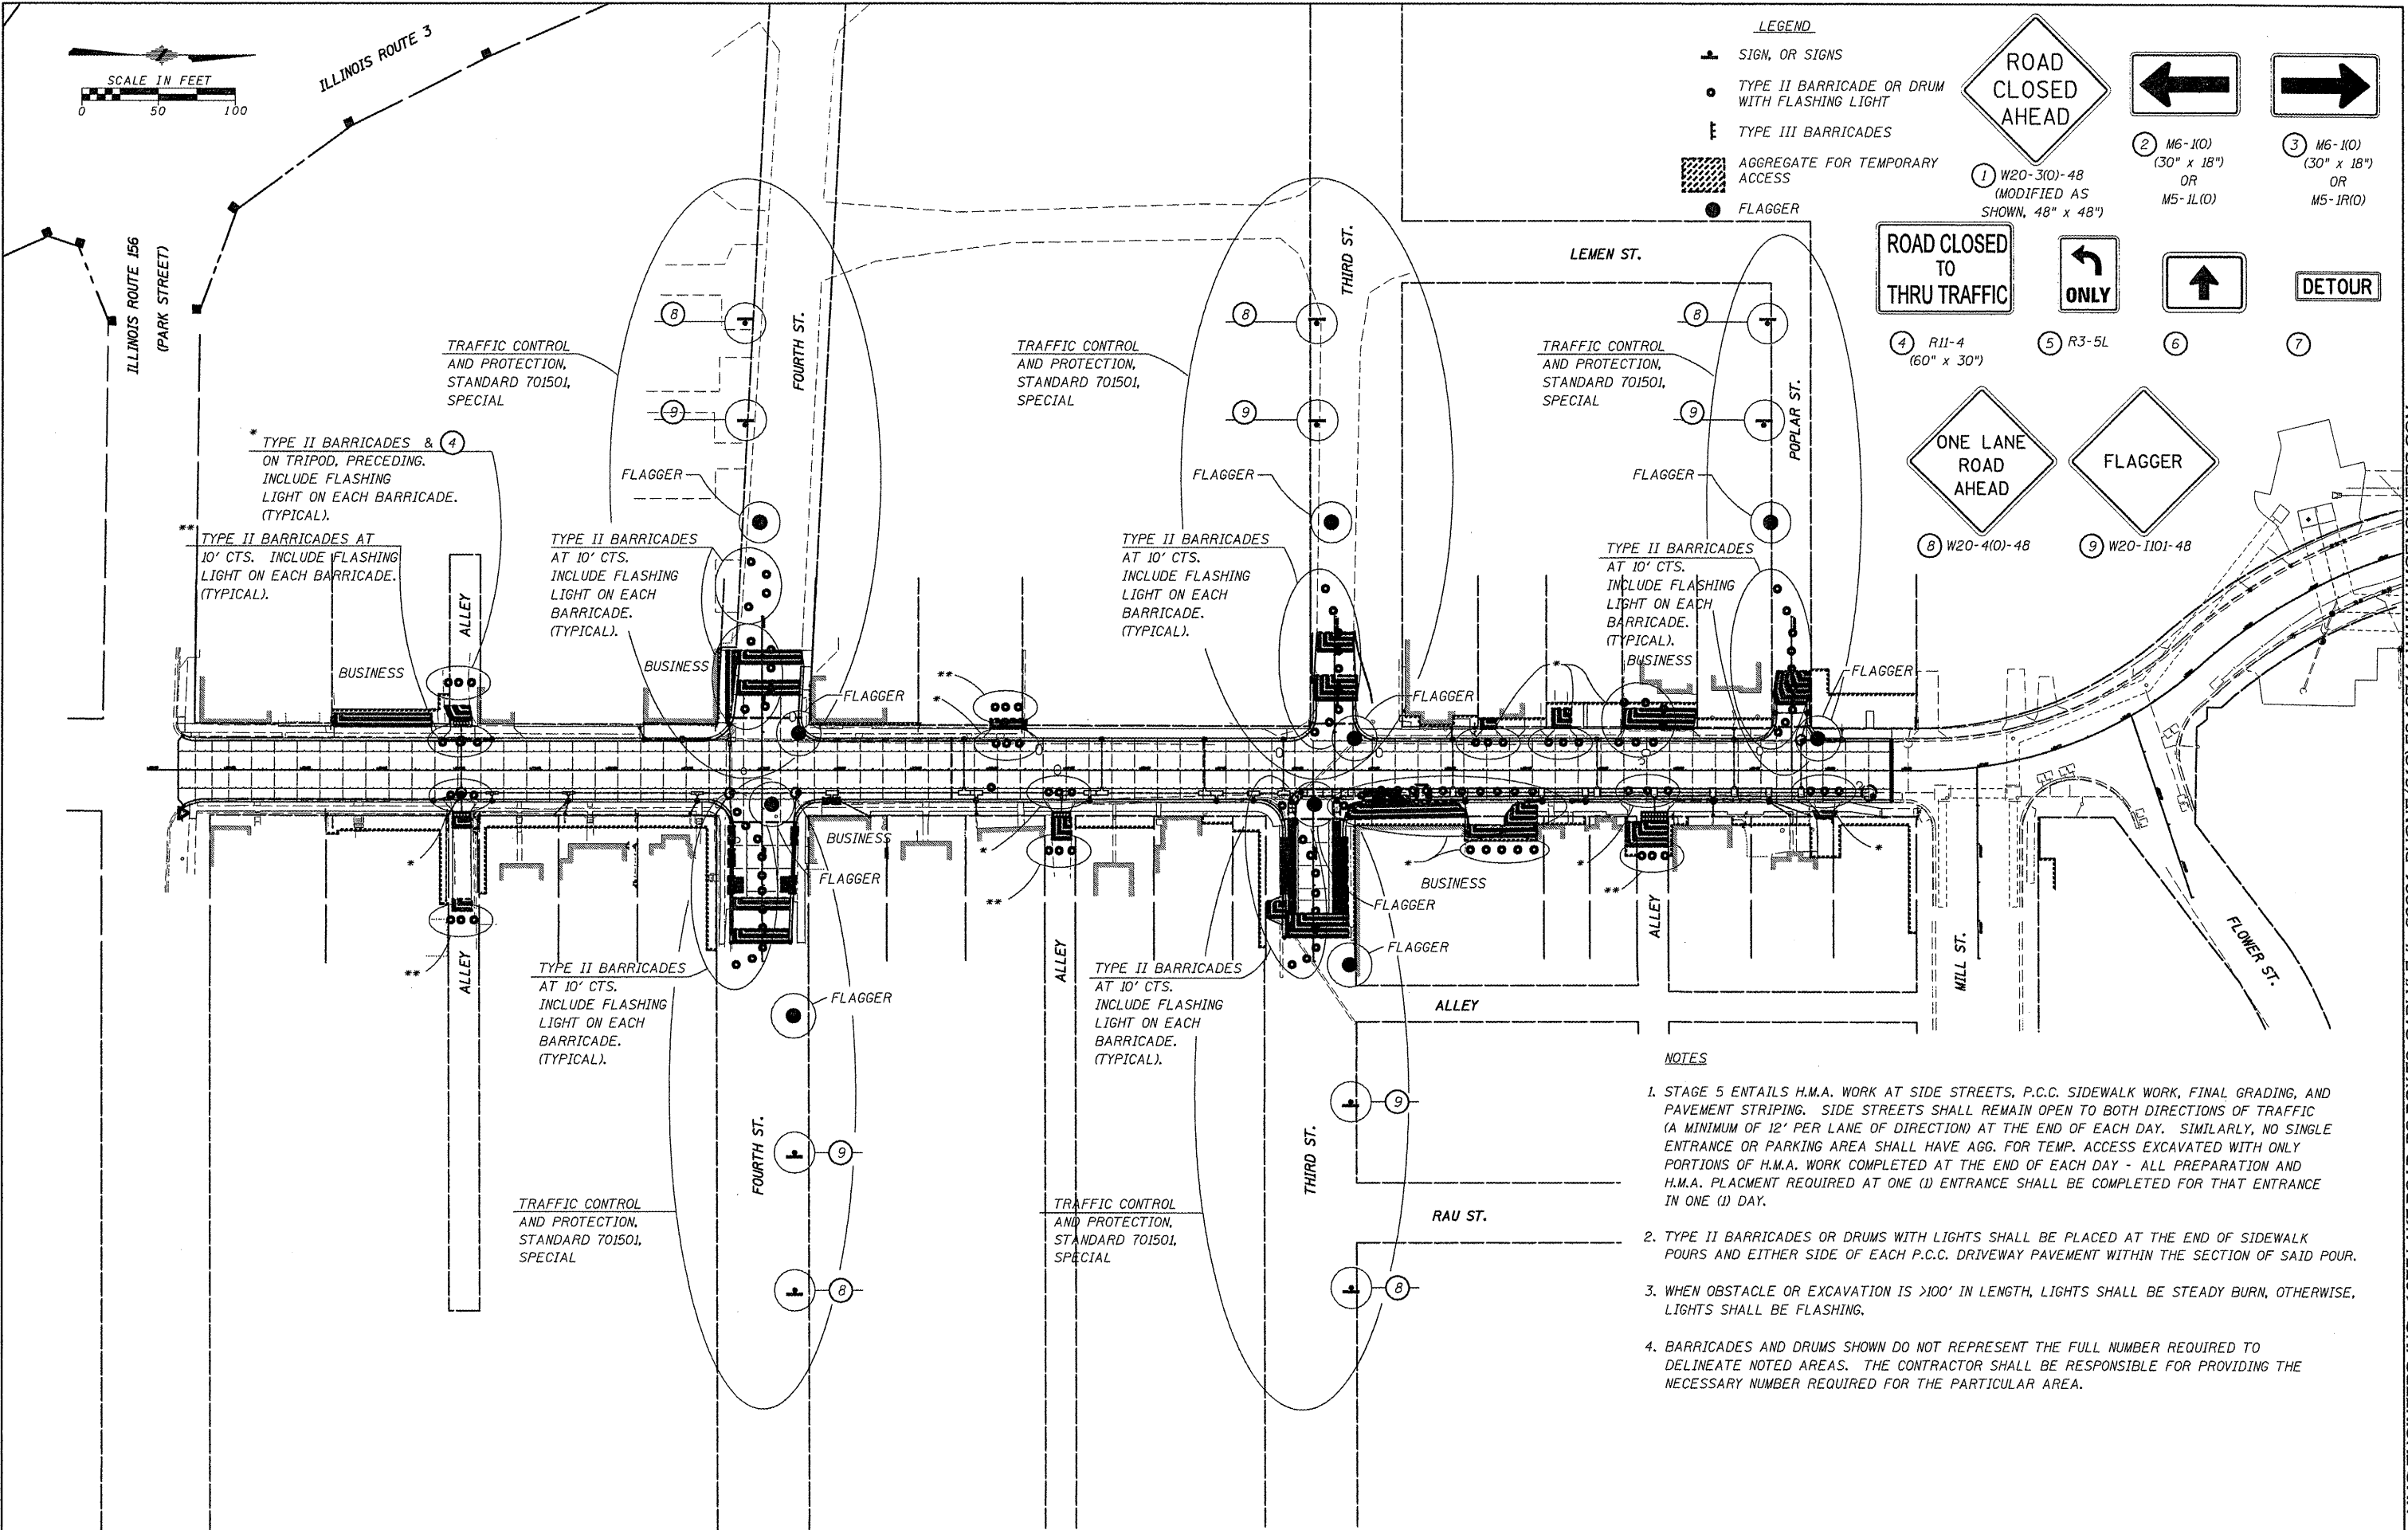 SCALE IN FEET
0 50 100
ILLINOIS ROUTE 3
ILLINOIS ROUTE 156
(PARK STREET)
LEGEND
SIGN, OR SIGNS
TYPE II BARRICADE OR DRUM
WITH FLASHING LIGHT
TYPE III BARRICADES
AGGREGATE FOR TEMPORARY
ACCESS
FLAGGER
ROAD
CLOSED
AHEAD
1 W20-3(O)-48
(MODIFIED AS
SHOWN, 48" x 48")
2 M6-1(O)
(30" x 18")
OR
M5-1L(O)
3 M6-1(O)
(30" x 18")
OR
M5-1R(O)
ROAD CLOSED
TO
THRU TRAFFIC
4 R11-4
(60" x 30")
ONLY
5 R3-5L
6
DETOUR
7
ONE LANE
ROAD
AHEAD
8 W20-4(O)-48
FLAGGER
9 W20-I101-48
LEMEN ST.
FOURTH ST.
THIRD ST.
POPLAR ST.
8
8
8
TRAFFIC CONTROL
AND PROTECTION,
STANDARD 701501,
SPECIAL
TRAFFIC CONTROL
AND PROTECTION,
STANDARD 701501,
SPECIAL
TRAFFIC CONTROL
AND PROTECTION,
STANDARD 701501,
SPECIAL
9
9
9
* TYPE II BARRICADES & 4
ON TRIPOD, PRECEDING.
INCLUDE FLASHING
LIGHT ON EACH BARRICADE.
(TYPICAL).
FLAGGER
FLAGGER
FLAGGER
** TYPE II BARRICADES AT
10' CTS. INCLUDE FLASHING
LIGHT ON EACH BARRICADE.
(TYPICAL).
TYPE II BARRICADES
AT 10' CTS.
INCLUDE FLASHING
LIGHT ON EACH
BARRICADE.
(TYPICAL).
TYPE II BARRICADES
AT 10' CTS.
INCLUDE FLASHING
LIGHT ON EACH
BARRICADE.
(TYPICAL).
TYPE II BARRICADES
AT 10' CTS.
INCLUDE FLASHING
LIGHT ON EACH
BARRICADE.
(TYPICAL).
ALLEY
BUSINESS
BUSINESS
BUSINESS
FLAGGER
**
*
FLAGGER
*
FLAGGER
BUSINESS
FLAGGER
*
*
**
*
BUSINESS
*
**
*
FLAGGER
FLAGGER
**
ALLEY
ALLEY
ALLEY
MILL ST.
FLOWER ST.
TYPE II BARRICADES
AT 10' CTS.
INCLUDE FLASHING
LIGHT ON EACH
BARRICADE.
(TYPICAL).
FLAGGER
TYPE II BARRICADES
AT 10' CTS.
INCLUDE FLASHING
LIGHT ON EACH
BARRICADE.
(TYPICAL).
ALLEY
FOURTH ST.
9
THIRD ST.
9
TRAFFIC CONTROL
AND PROTECTION,
STANDARD 701501,
SPECIAL
TRAFFIC CONTROL
AND PROTECTION,
STANDARD 701501,
SPECIAL
RAU ST.
8
8
NOTES
1. STAGE 5 ENTAILS H.M.A. WORK AT SIDE STREETS, P.C.C. SIDEWALK WORK, FINAL GRADING, AND
PAVEMENT STRIPING. SIDE STREETS SHALL REMAIN OPEN TO BOTH DIRECTIONS OF TRAFFIC
(A MINIMUM OF 12' PER LANE OF DIRECTION) AT THE END OF EACH DAY. SIMILARLY, NO SINGLE
ENTRANCE OR PARKING AREA SHALL HAVE AGG. FOR TEMP. ACCESS EXCAVATED WITH ONLY
PORTIONS OF H.M.A. WORK COMPLETED AT THE END OF EACH DAY - ALL PREPARATION AND
H.M.A. PLACMENT REQUIRED AT ONE (1) ENTRANCE SHALL BE COMPLETED FOR THAT ENTRANCE
IN ONE (1) DAY.
2. TYPE II BARRICADES OR DRUMS WITH LIGHTS SHALL BE PLACED AT THE END OF SIDEWALK
POURS AND EITHER SIDE OF EACH P.C.C. DRIVEWAY PAVEMENT WITHIN THE SECTION OF SAID POUR.
3. WHEN OBSTACLE OR EXCAVATION IS >100' IN LENGTH, LIGHTS SHALL BE STEADY BURN, OTHERWISE,
LIGHTS SHALL BE FLASHING.
4. BARRICADES AND DRUMS SHOWN DO NOT REPRESENT THE FULL NUMBER REQUIRED TO
DELINEATE NOTED AREAS. THE CONTRACTOR SHALL BE RESPONSIBLE FOR PROVIDING THE
NECESSARY NUMBER REQUIRED FOR THE PARTICULAR AREA.